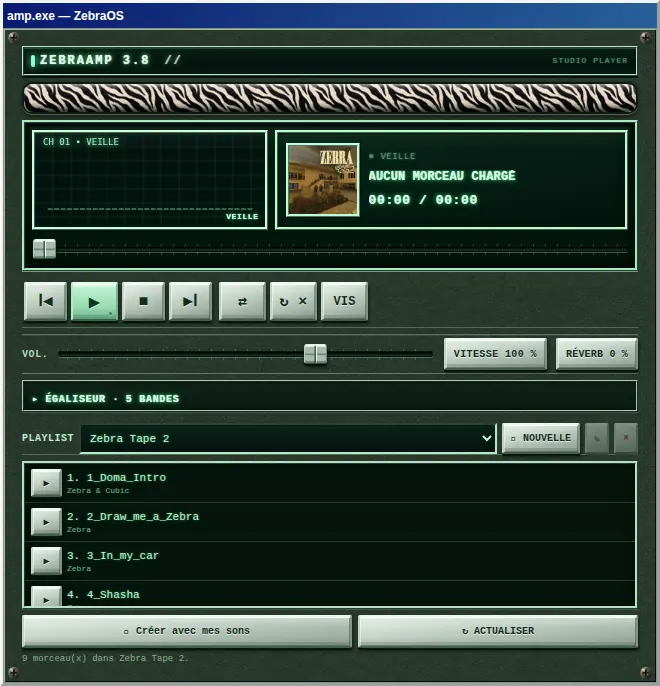 amp.exe — ZebraOS
ZEBRAAMP 3.8 //
STUDIO PLAYER
CH 01 • VEILLE
VEILLE
ZEBRA
VEILLE
AUCUN MORCEAU CHARGÉ
00:00 / 00:00
VIS
VOL.
VITESSE 100 %
RÉVERB 0 %
▸ ÉGALISEUR · 5 BANDES
PLAYLIST
Zebra Tape 2
NOUVELLE
1. 1_Doma_Intro
Zebra & Cubic
2. 2_Draw_me_a_Zebra
Zebra
3. 3_In_my_car
Zebra
4. 4_Shasha
Créer avec mes sons
↻ ACTUALISER
9 morceau(x) dans Zebra Tape 2.